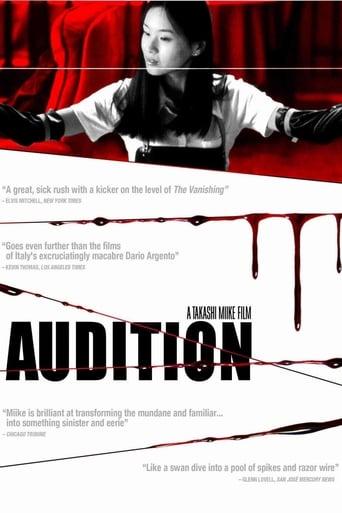 "A great, sick rush with a kicker on the level of The Vanishing"
– ELVIS MITCHELL, NEW YORK TIMES
"Goes even further than the films
of Italy's excruciatingly macabre Dario Argento"
– KEVIN THOMAS, LOS ANGELES TIMES
A TAKASHI MIIKE FILM
AUDITION
"Miike is brilliant at transforming the mundane and familiar...
into something sinister and eerie"
– CHICAGO TRIBUNE
"Like a swan dive into a pool of spikes and razor wire"
– GLENN LOVELL, SAN JOSÉ MERCURY NEWS